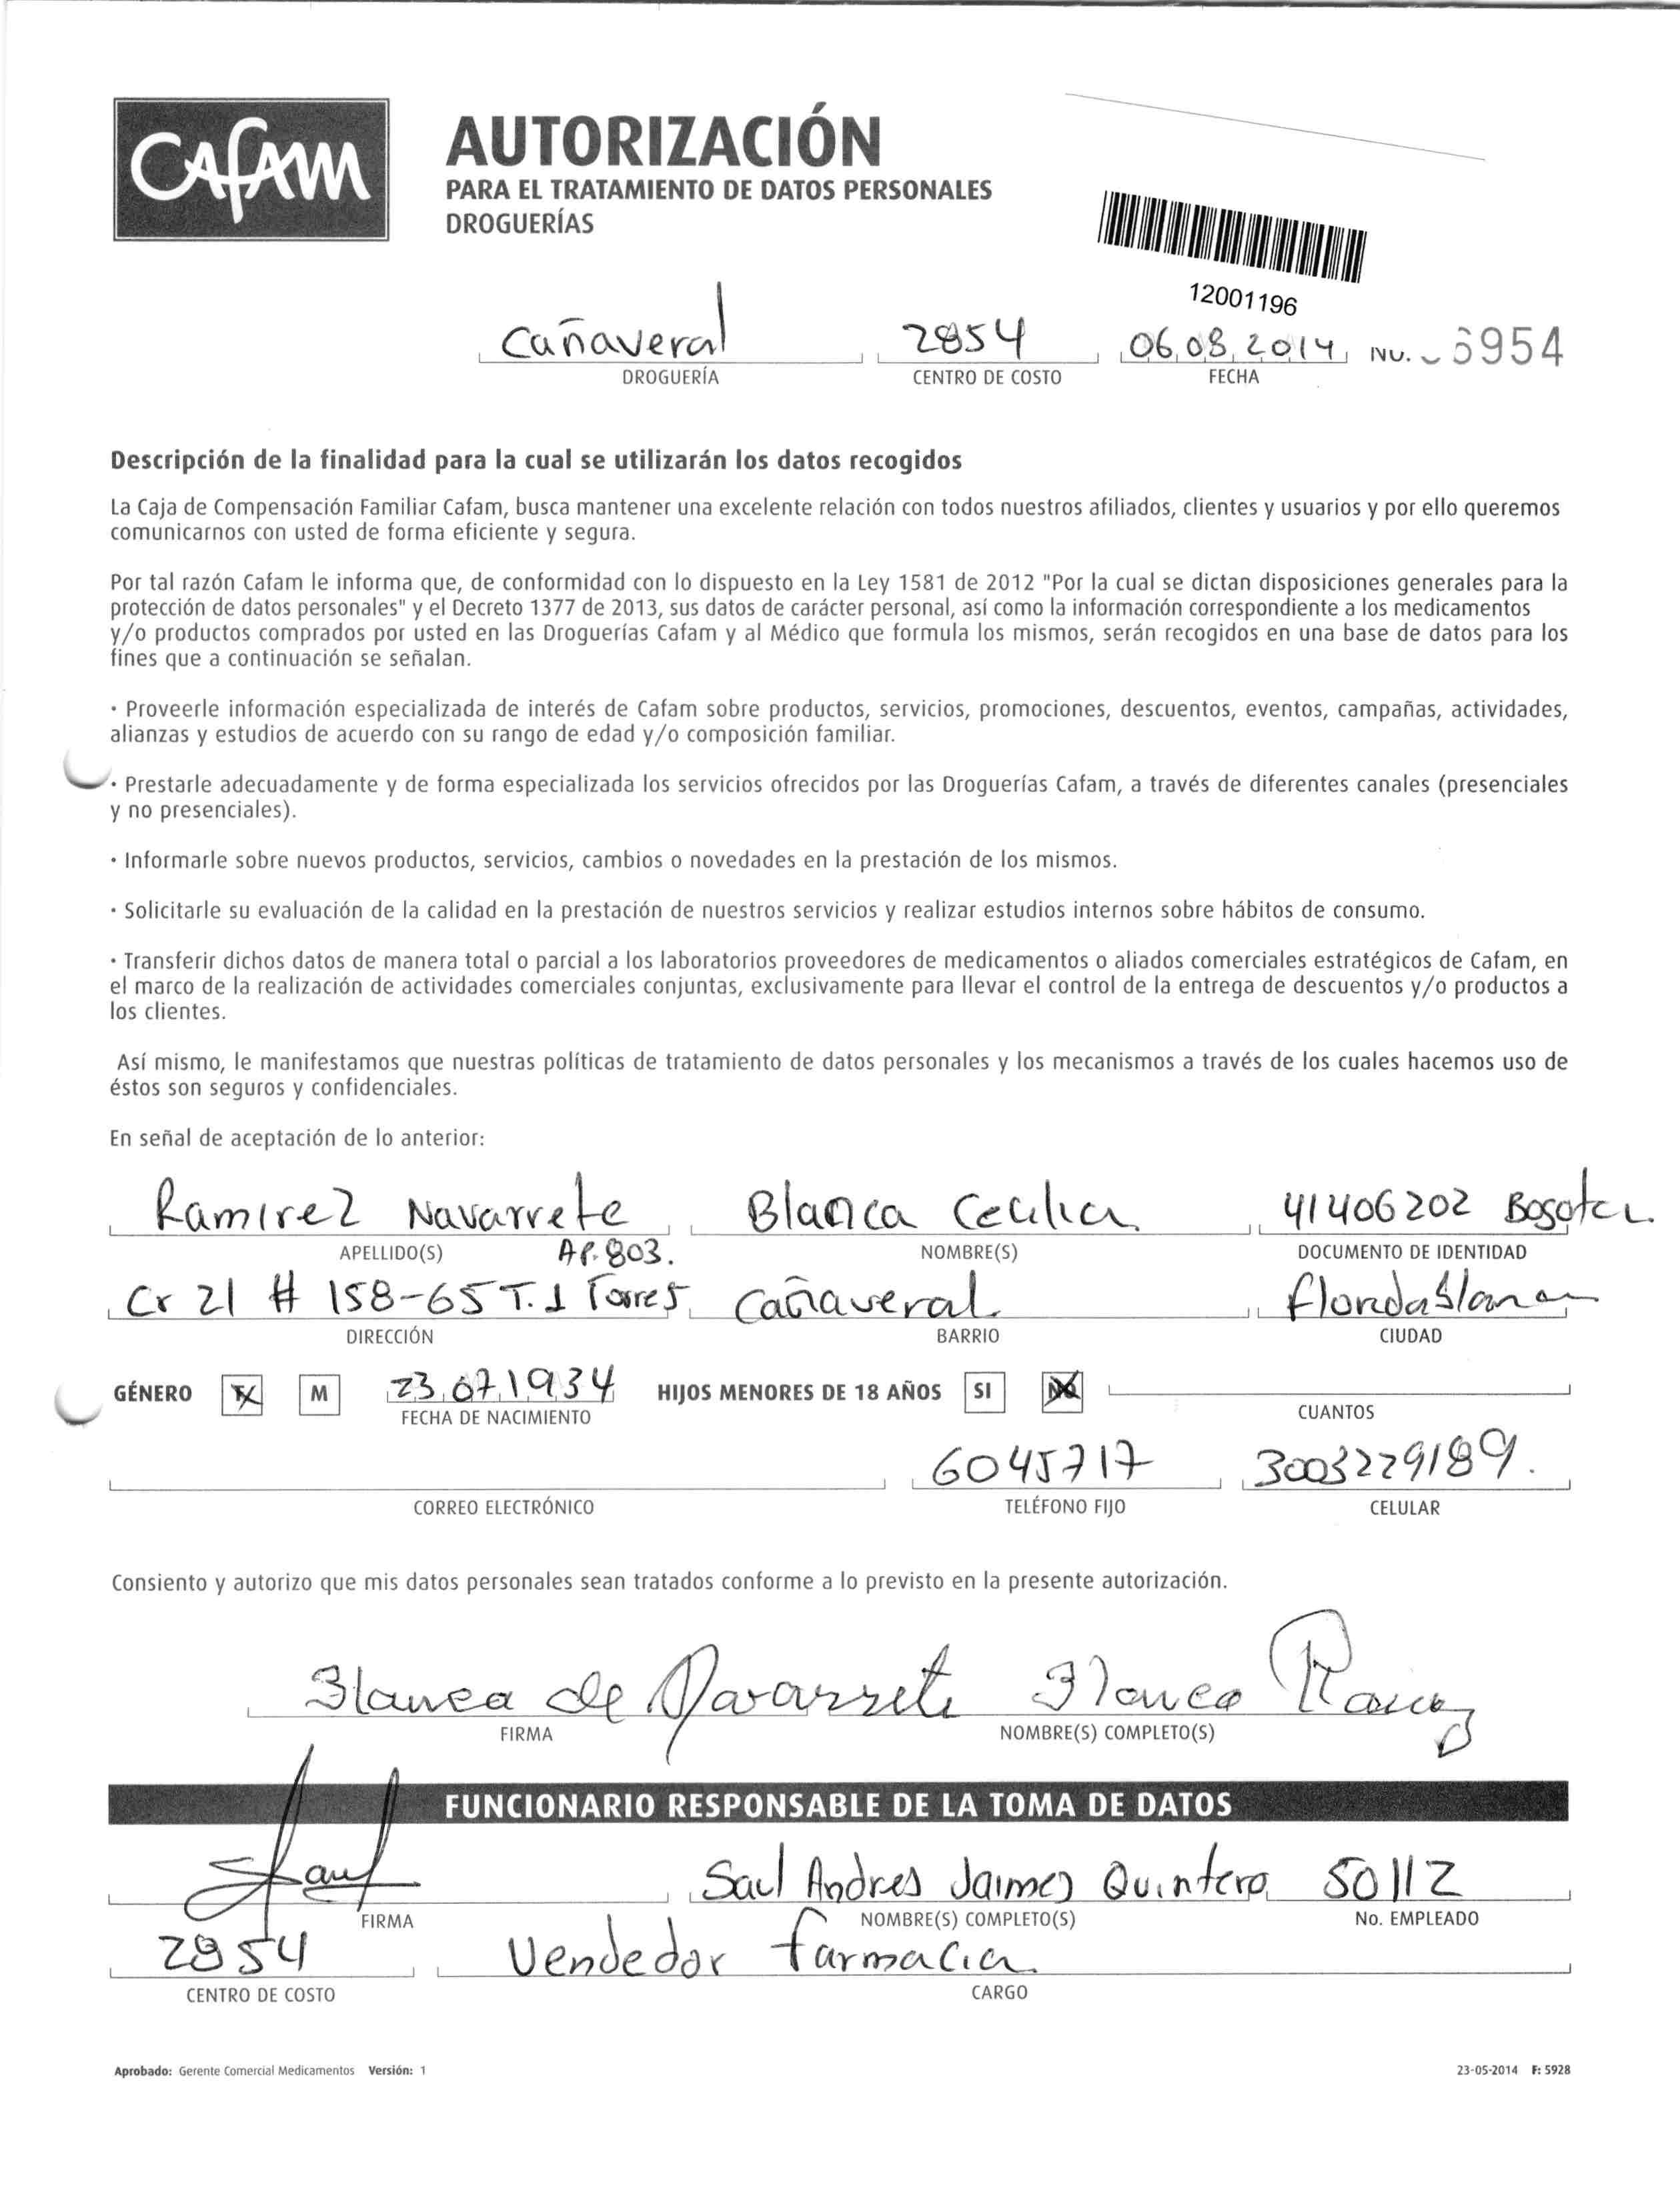 CAFAM
AUTORIZACIÓN
PARA EL TRATAMIENTO DE DATOS PERSONALES
DROGUERÍAS
12001196
Cañaveral 2854 06.08.2014 No. 6954
DROGUERÍA CENTRO DE COSTO FECHA
Descripción de la finalidad para la cual se utilizarán los datos recogidos
La Caja de Compensación Familiar Cafam, busca mantener una excelente relación con todos nuestros afiliados, clientes y usuarios y por ello queremos
comunicarnos con usted de forma eficiente y segura.
Por tal razón Cafam le informa que, de conformidad con lo dispuesto en la Ley 1581 de 2012 "Por la cual se dictan disposiciones generales para la
protección de datos personales" y el Decreto 1377 de 2013, sus datos de carácter personal, así como la información correspondiente a los medicamentos
y/o productos comprados por usted en las Droguerías Cafam y al Médico que formula los mismos, serán recogidos en una base de datos para los
fines que a continuación se señalan.
· Proveerle información especializada de interés de Cafam sobre productos, servicios, promociones, descuentos, eventos, campañas, actividades,
alianzas y estudios de acuerdo con su rango de edad y/o composición familiar.
· Prestarle adecuadamente y de forma especializada los servicios ofrecidos por las Droguerías Cafam, a través de diferentes canales (presenciales
y no presenciales).
· Informarle sobre nuevos productos, servicios, cambios o novedades en la prestación de los mismos.
· Solicitarle su evaluación de la calidad en la prestación de nuestros servicios y realizar estudios internos sobre hábitos de consumo.
· Transferir dichos datos de manera total o parcial a los laboratorios proveedores de medicamentos o aliados comerciales estratégicos de Cafam, en
el marco de la realización de actividades comerciales conjuntas, exclusivamente para llevar el control de la entrega de descuentos y/o productos a
los clientes.
Así mismo, le manifestamos que nuestras políticas de tratamiento de datos personales y los mecanismos a través de los cuales hacemos uso de
éstos son seguros y confidenciales.
En señal de aceptación de lo anterior:
Ramirez Navarrete Blanca Cecilia 41406202 Bogota
APELLIDO(S) AP. 803. NOMBRE(S) DOCUMENTO DE IDENTIDAD
Cr 21 # 158-65 T. 1 Torres Cañaveral Floridablanca
DIRECCIÓN BARRIO CIUDAD
GÉNERO F X M 23.07.1934 HIJOS MENORES DE 18 AÑOS SI NO X
FECHA DE NACIMIENTO CUANTOS
6045717 3003229189.
CORREO ELECTRÓNICO TELÉFONO FIJO CELULAR
Consiento y autorizo que mis datos personales sean tratados conforme a lo previsto en la presente autorización.
Blanca de Navarrete Blanca
FIRMA NOMBRE(S) COMPLETO(S)
FUNCIONARIO RESPONSABLE DE LA TOMA DE DATOS
Saul Andres Jaimes Quintero 50112
FIRMA NOMBRE(S) COMPLETO(S) No. EMPLEADO
2854 Vendedor Farmacia
CENTRO DE COSTO CARGO
Aprobado: Gerente Comercial Medicamentos Versión: 1 23-05-2014 F: 5928